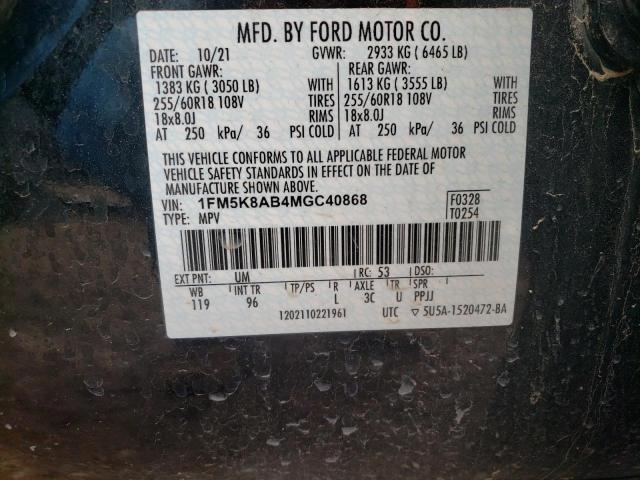 MFD. BY FORD MOTOR CO.
DATE: 10/21 GVWR: 2933 KG ( 6465 LB)
FRONT GAWR: REAR GAWR:
1383 KG ( 3050 LB) WITH 1613 KG ( 3555 LB) WITH
255/60R18 108V TIRES 255/60R18 108V TIRES
18x8.0J RIMS 18x8.0J RIMS
AT 250 kPa/ 36 PSI COLD AT 250 kPa/ 36 PSI COLD
THIS VEHICLE CONFORMS TO ALL APPLICABLE FEDERAL MOTOR
VEHICLE SAFETY STANDARDS IN EFFECT ON THE DATE OF
MANUFACTURE SHOWN ABOVE.
VIN: 1FM5K8AB4MGC40868 F0328
TYPE: MPV T0254
EXT PNT: UM RC: 53 DSO:
WB INT TR TP/PS R AXLE TR SPR
119 96 L 3C U PPJJ
1202110221961 UTC ▽ 5U5A-1520472-BA